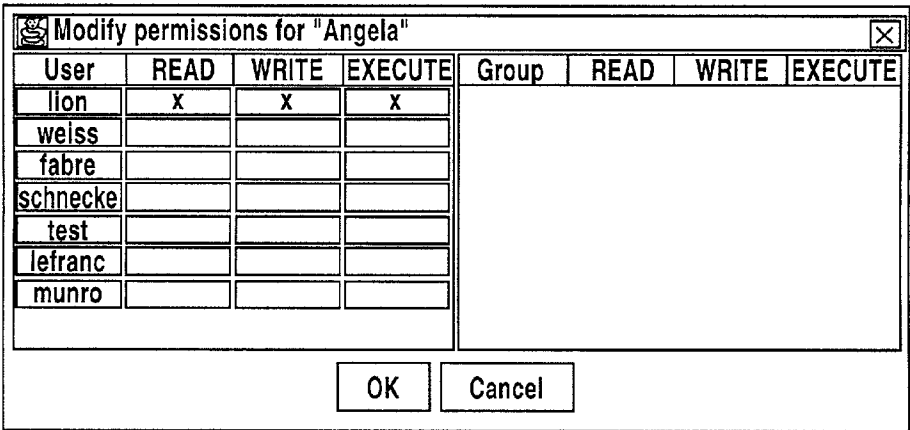 Modify permissions for "Angela"
User READ WRITE EXECUTE Group READ WRITE EXECUTE
lion x x x
weiss
fabre
schnecke
test
lefranc
munro
OK Cancel